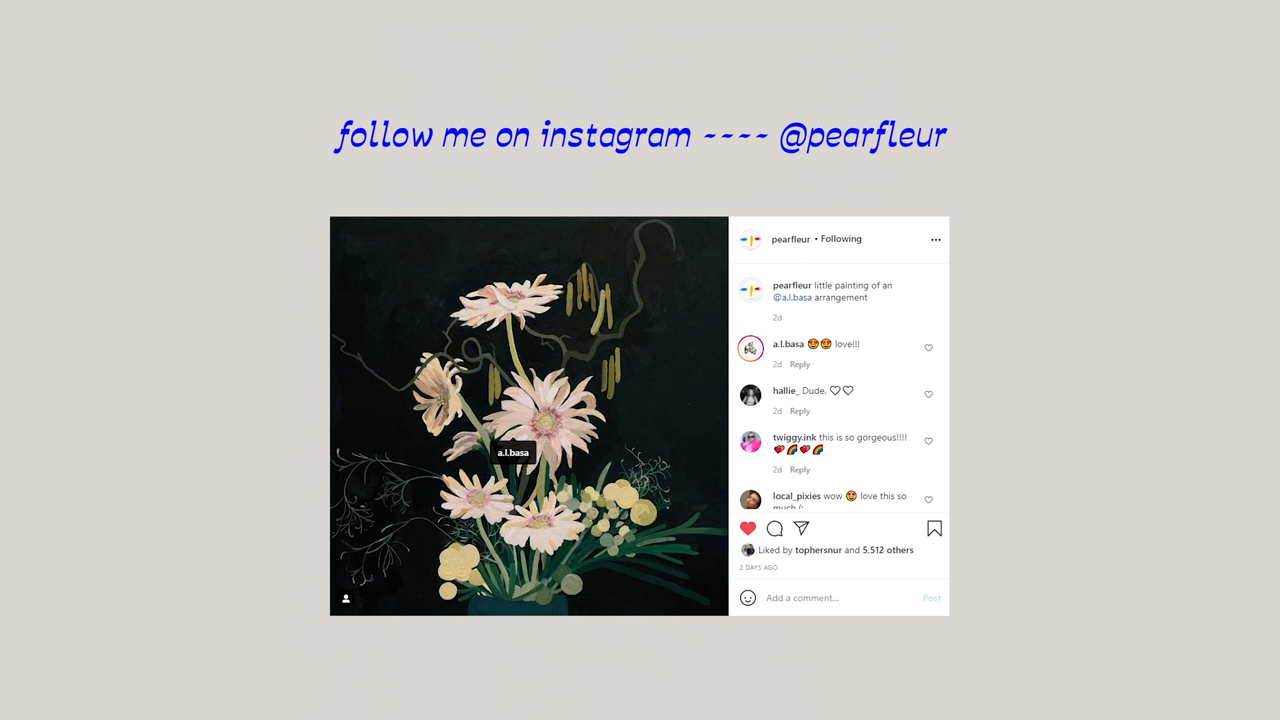 follow me on instagram ~~~~ @pearfleur
a.l.basa
pearfleur • Following
pearfleur little painting of an
@a.l.basa arrangement
2d
a.l.basa 😍😍 love!!!
2d Reply
hallie_ Dude. ♡♡
2d Reply
twiggy.ink this is so gorgeous!!!!
💖🌈💖🌈
2d Reply
local_pixies wow 😍 love this so
much (:
Liked by tophersnur and 5,512 others
2 DAYS AGO
Add a comment... Post